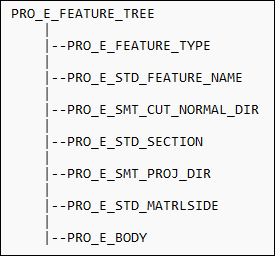 PRO_E_FEATURE_TREE
|
|--PRO_E_FEATURE_TYPE
|
|--PRO_E_STD_FEATURE_NAME
|
|--PRO_E_SMT_CUT_NORMAL_DIR
|
|--PRO_E_STD_SECTION
|
|--PRO_E_SMT_PROJ_DIR
|
|--PRO_E_STD_MATRLSIDE
|
|--PRO_E_BODY